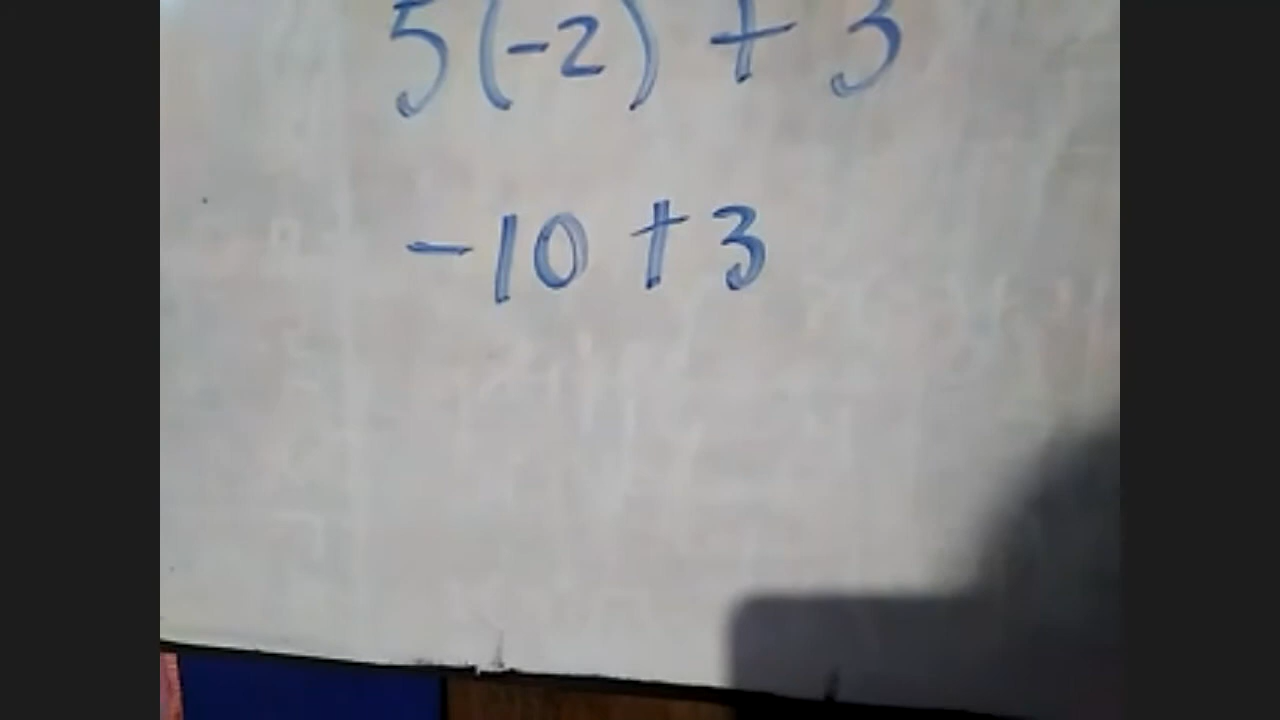 5(-2) + 3
-10 + 3